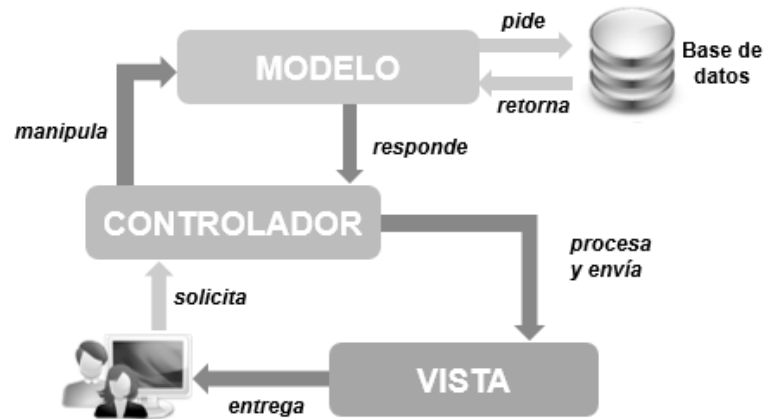 pide
MODELO
Base de
datos
retorna
manipula
responde
CONTROLADOR
procesa
y envía
solicita
VISTA
entrega